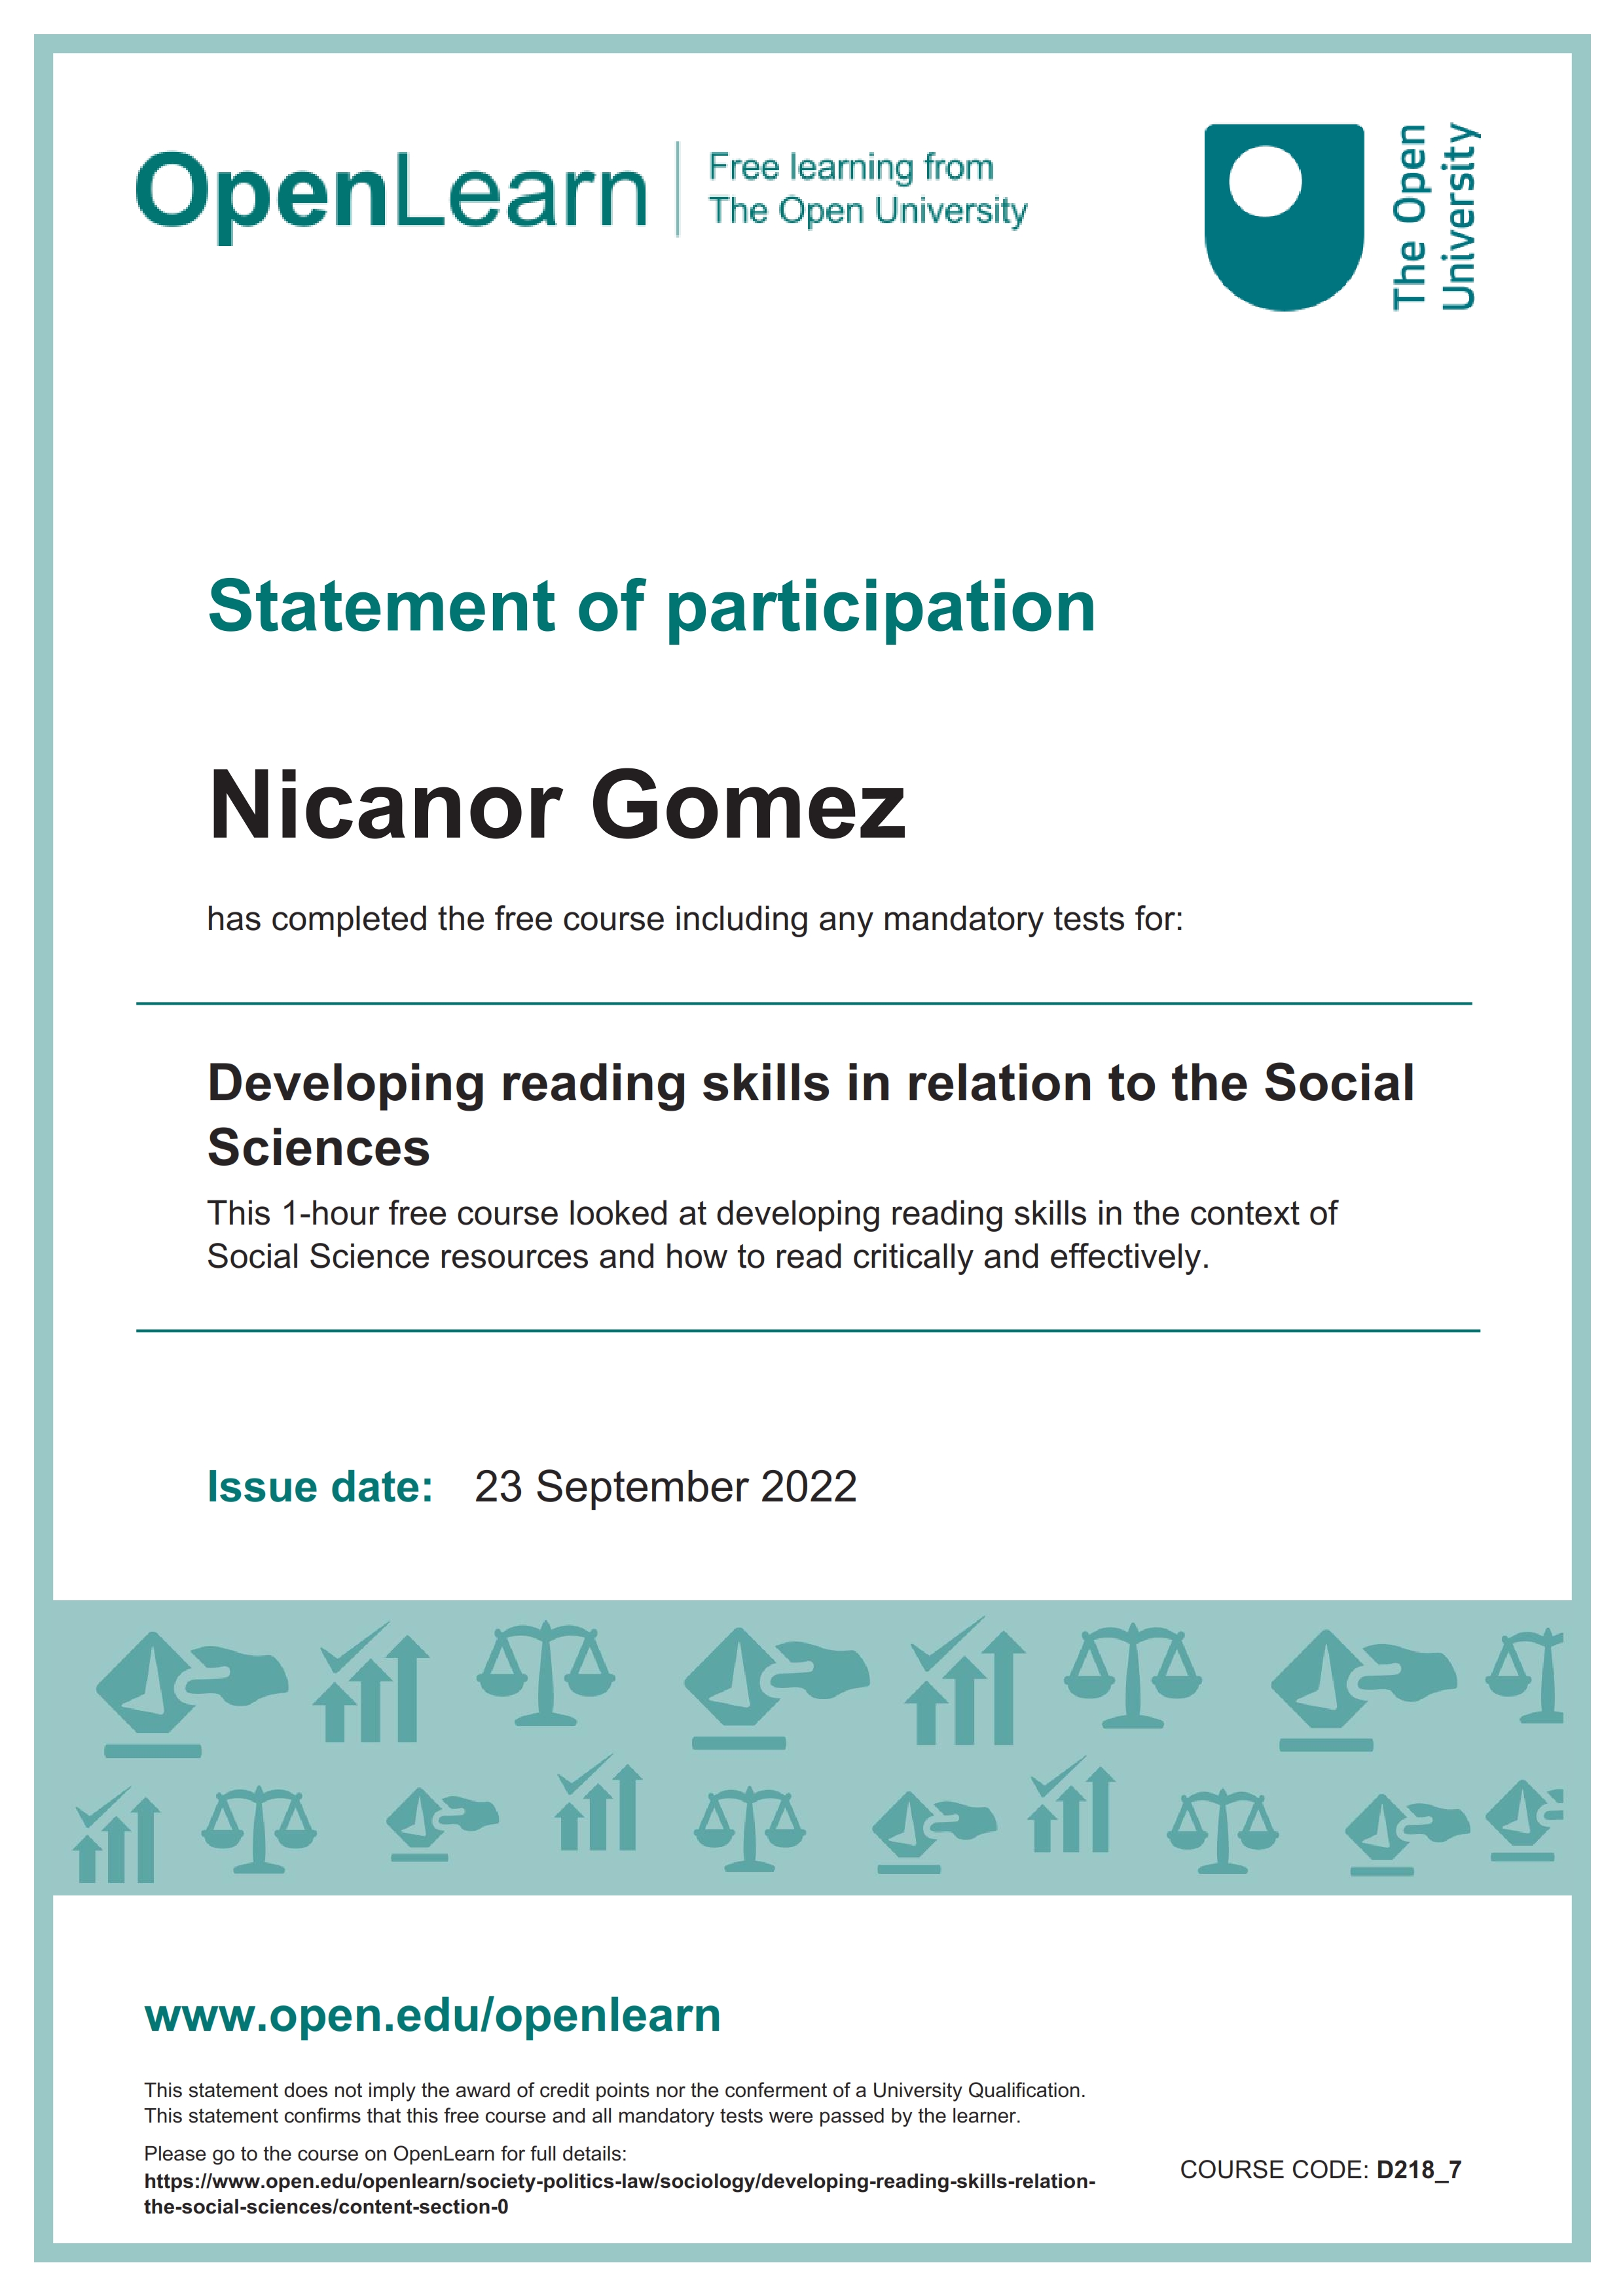 OpenLearn
Free learning from
The Open University
The Open
University
Statement of participation
Nicanor Gomez
has completed the free course including any mandatory tests for:
Developing reading skills in relation to the Social
Sciences
This 1-hour free course looked at developing reading skills in the context of
Social Science resources and how to read critically and effectively.
Issue date: 23 September 2022
www.open.edu/openlearn
This statement does not imply the award of credit points nor the conferment of a University Qualification.
This statement confirms that this free course and all mandatory tests were passed by the learner.
Please go to the course on OpenLearn for full details:
https://www.open.edu/openlearn/society-politics-law/sociology/developing-reading-skills-relation-
the-social-sciences/content-section-0
COURSE CODE: D218_7